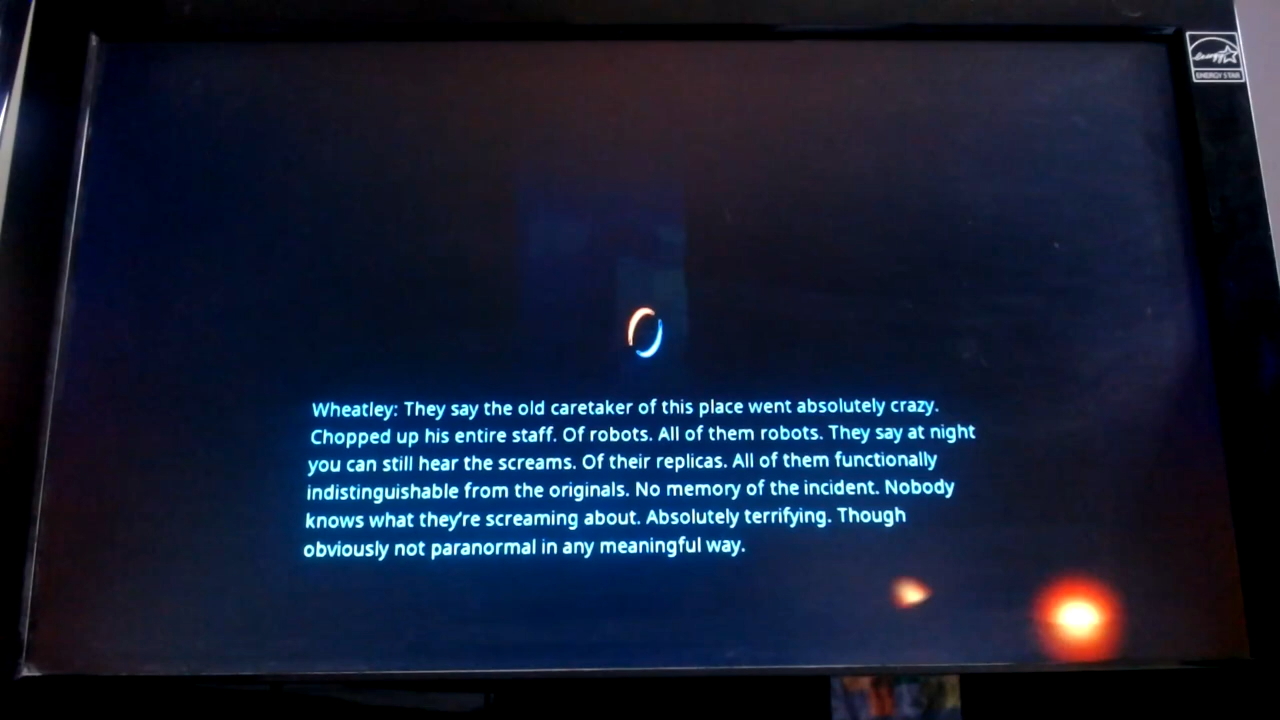 energy
ENERGY STAR
Wheatley: They say the old caretaker of this place went absolutely crazy.
Chopped up his entire staff. Of robots. All of them robots. They say at night
you can still hear the screams. Of their replicas. All of them functionally
indistinguishable from the originals. No memory of the incident. Nobody
knows what they're screaming about. Absolutely terrifying. Though
obviously not paranormal in any meaningful way.